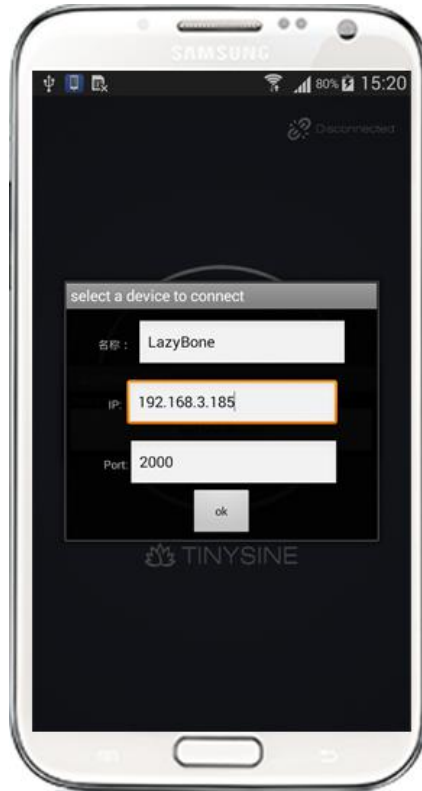 SAMSUNG
80% 15:20
Disconnected
select a device to connect
名称： LazyBone
IP: 192.168.3.185
Port: 2000
ok
TINYSINE